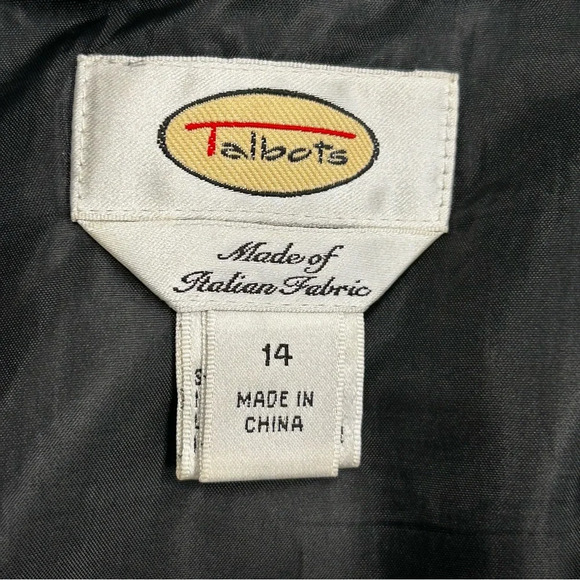 Talbots
Made of
Italian Fabric
14
MADE IN
CHINA